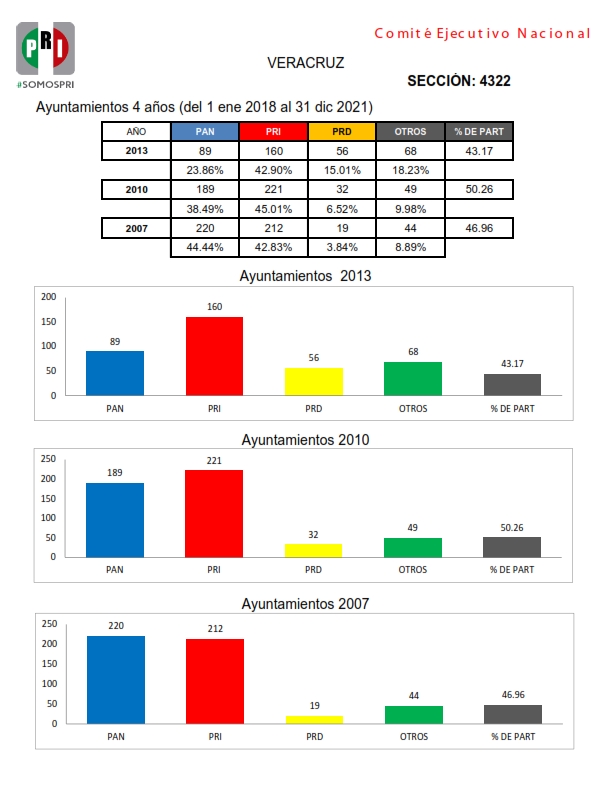 Comité Ejecutivo Nacional
PRI
#SOMOSPRI
VERACRUZ
SECCIÓN: 4322
Ayuntamientos 4 años (del 1 ene 2018 al 31 dic 2021)
AÑO PAN PRI PRD OTROS % DE PART
2013 89 160 56 68 43.17
23.86% 42.90% 15.01% 18.23%
2010 189 221 32 49 50.26
38.49% 45.01% 6.52% 9.98%
2007 220 212 19 44 46.96
44.44% 42.83% 3.84% 8.89%
Ayuntamientos 2013
200
150
100
50
0
89 160 56 68 43.17
PAN PRI PRD OTROS % DE PART
Ayuntamientos 2010
250
200
150
100
50
0
189 221 32 49 50.26
PAN PRI PRD OTROS % DE PART
Ayuntamientos 2007
250
200
150
100
50
0
220 212 19 44 46.96
PAN PRI PRD OTROS % DE PART